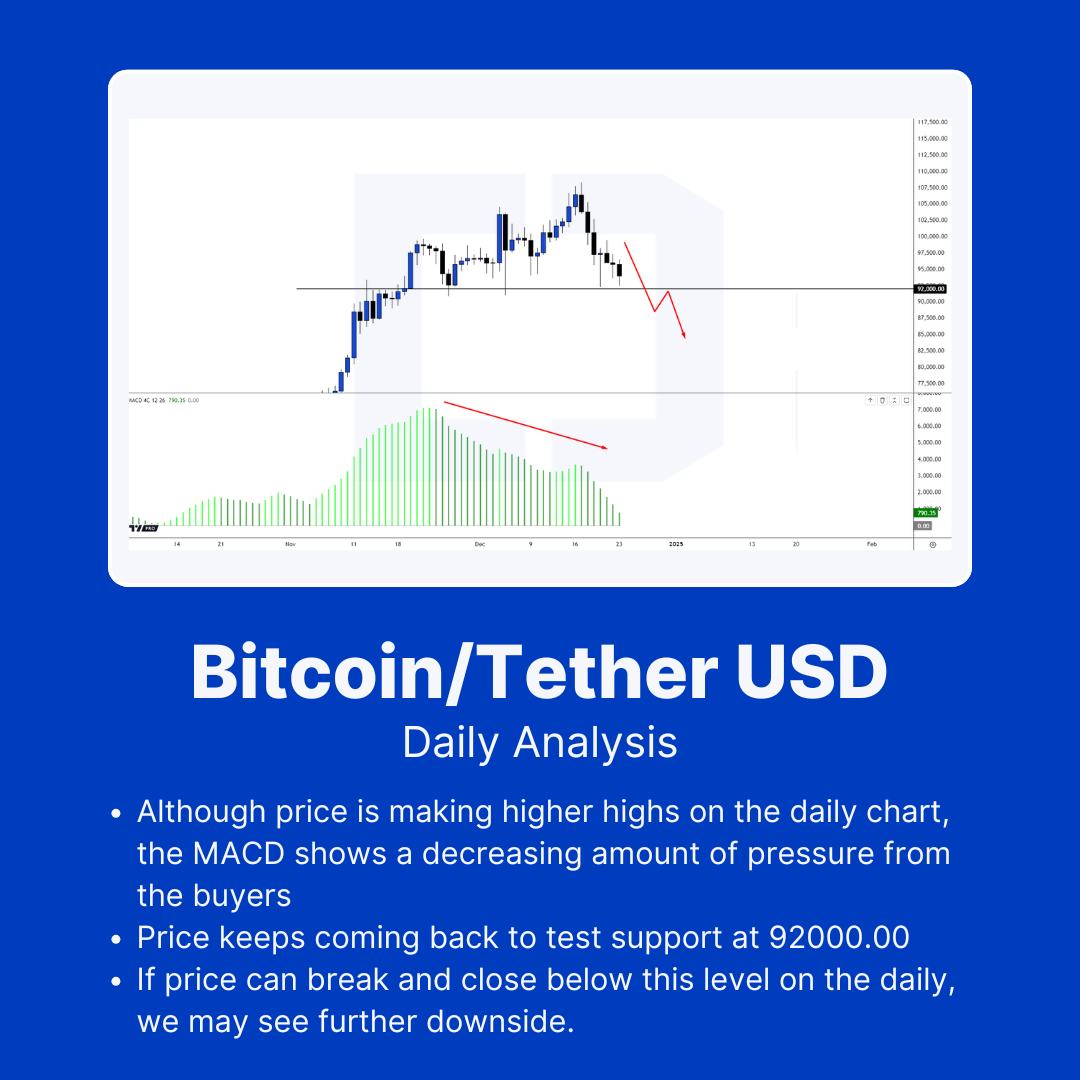 117,500.00
115,000.00
112,500.00
110,000.00
107,500.00
105,000.00
102,500.00
100,000.00
97,500.00
95,000.00
92,000.00
90,000.00
87,500.00
85,000.00
82,500.00
80,000.00
77,500.00
MACD 4C 12 26 790.35 0.00
7,000.00
6,000.00
5,000.00
4,000.00
3,000.00
2,000.00
790.35
0.00
PRO
14 21 Nov 11 18 Dec 9 16 23 2025 13 20 Feb
Bitcoin/Tether USD
Daily Analysis
• Although price is making higher highs on the daily chart,
the MACD shows a decreasing amount of pressure from
the buyers
• Price keeps coming back to test support at 92000.00
• If price can break and close below this level on the daily,
we may see further downside.